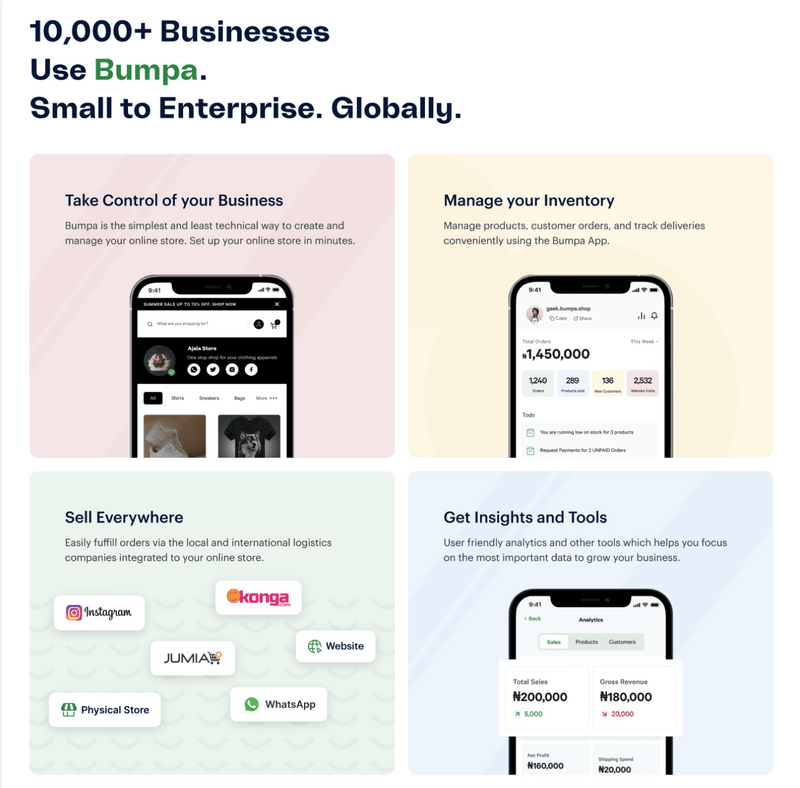 10,000+ Businesses
Use Bumpa.
Small to Enterprise. Globally.
Take Control of your Business
Bumpa is the simplest and least technical way to create and
manage your online store. Set up your online store in minutes.
9:41
SUMMER SALE UP TO 70% OFF. SHOP NOW
What are you shopping for?
Ajala Store
One stop shop for your clothing apparels
All Shirts Sneakers Bags More
Manage your Inventory
Manage products, customer orders, and track deliveries
conveniently using the Bumpa App.
9:41
geek.bumpa.shop
Copy Share
Total Orders This Week
₦1,450,000
1,240 289 136 2,532
Orders Products sold New Customers Website Visits
Todo
You are running low on stock for 3 products
Request Payments for 2 UNPAID Orders
Sell Everywhere
Easily fuffill orders via the local and international logistics
companies integrated to your online store.
Instagram
konga.com
JUMIA
Website
Physical Store
WhatsApp
Get Insights and Tools
User friendly analytics and other tools which helps you focus
on the most important data to grow your business.
9:41
< Back Analytics
Sales Products Customers
Total Sales Gross Revenue
₦200,000 ₦180,000
5,000 20,000
Net Profit Shipping Spend
₦160,000 ₦20,000